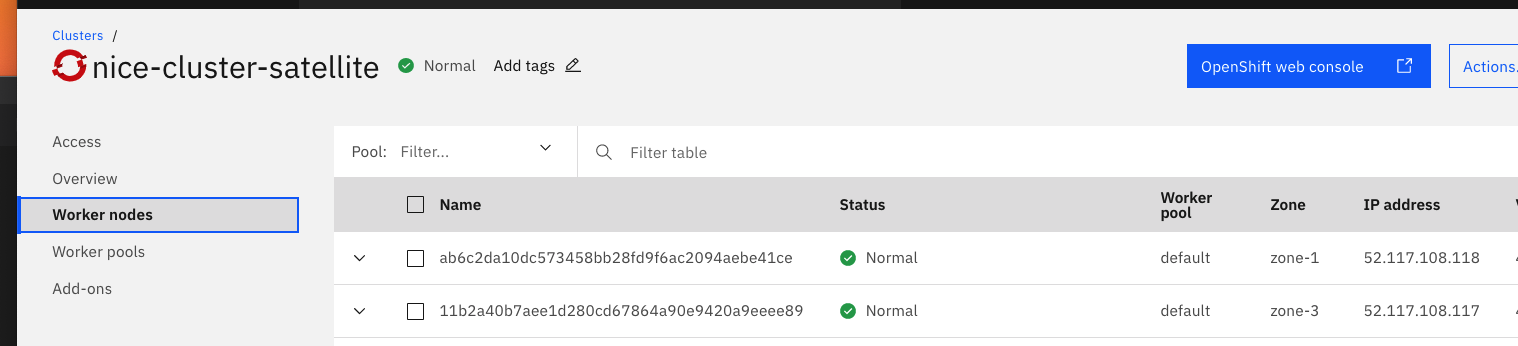 Clusters /
nice-cluster-satellite Normal Add tags
OpenShift web console Actions.
Access
Overview
Worker nodes
Worker pools
Add-ons
Pool: Filter... Filter table
Name Status Worker pool Zone IP address
ab6c2da10dc573458bb28fd9f6ac2094aebe41ce Normal default zone-1 52.117.108.118
11b2a40b7aee1d280cd67864a90e9420a9eeee89 Normal default zone-3 52.117.108.117